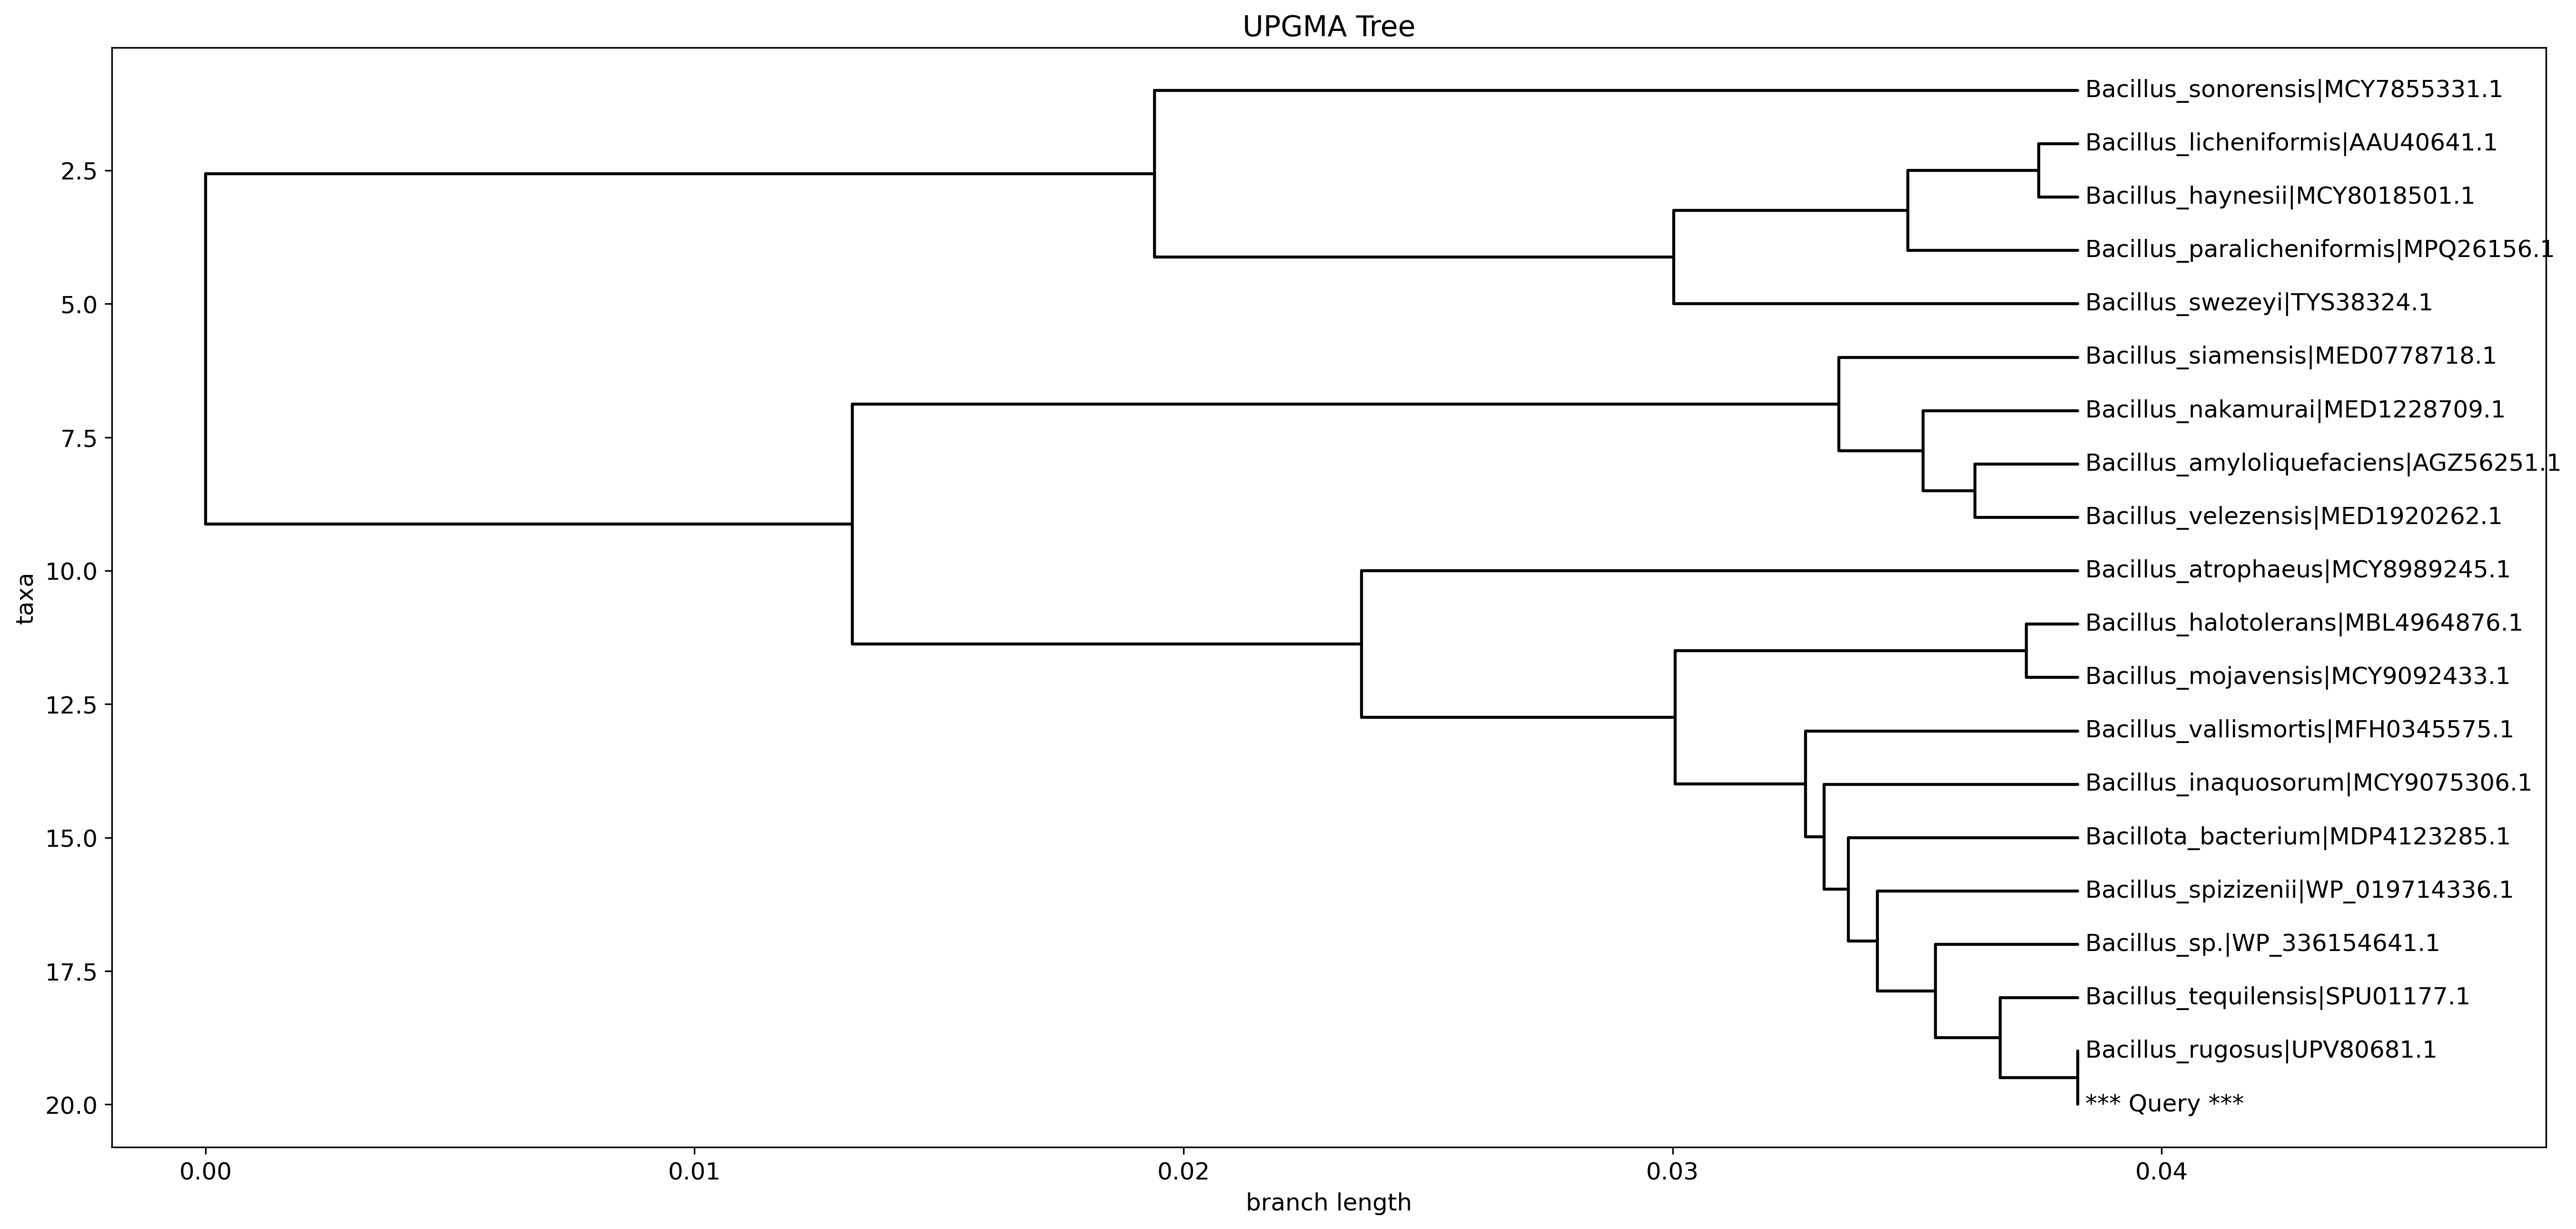 UPGMA Tree
Bacillus_sonorensis|MCY7855331.1
Bacillus_licheniformis|AAU40641.1
2.5
Bacillus_haynesii|MCY8018501.1
Bacillus_paralicheniformis|MPQ26156.1
5.0
Bacillus_swezeyi|TYS38324.1
Bacillus_siamensis|MED0778718.1
Bacillus_nakamurai|MED1228709.1
7.5
Bacillus_amyloliquefaciens|AGZ56251.1
Bacillus_velezensis|MED1920262.1
10.0
Bacillus_atrophaeus|MCY8989245.1
taxa
Bacillus_halotolerans|MBL4964876.1
Bacillus_mojavensis|MCY9092433.1
12.5
Bacillus_vallismortis|MFH0345575.1
Bacillus_inaquosorum|MCY9075306.1
15.0
Bacillota_bacterium|MDP4123285.1
Bacillus_spizizenii|WP_019714336.1
Bacillus_sp.|WP_336154641.1
17.5
Bacillus_tequilensis|SPU01177.1
Bacillus_rugosus|UPV80681.1
20.0
*** Query ***
0.00 0.01 0.02 0.03 0.04
branch length